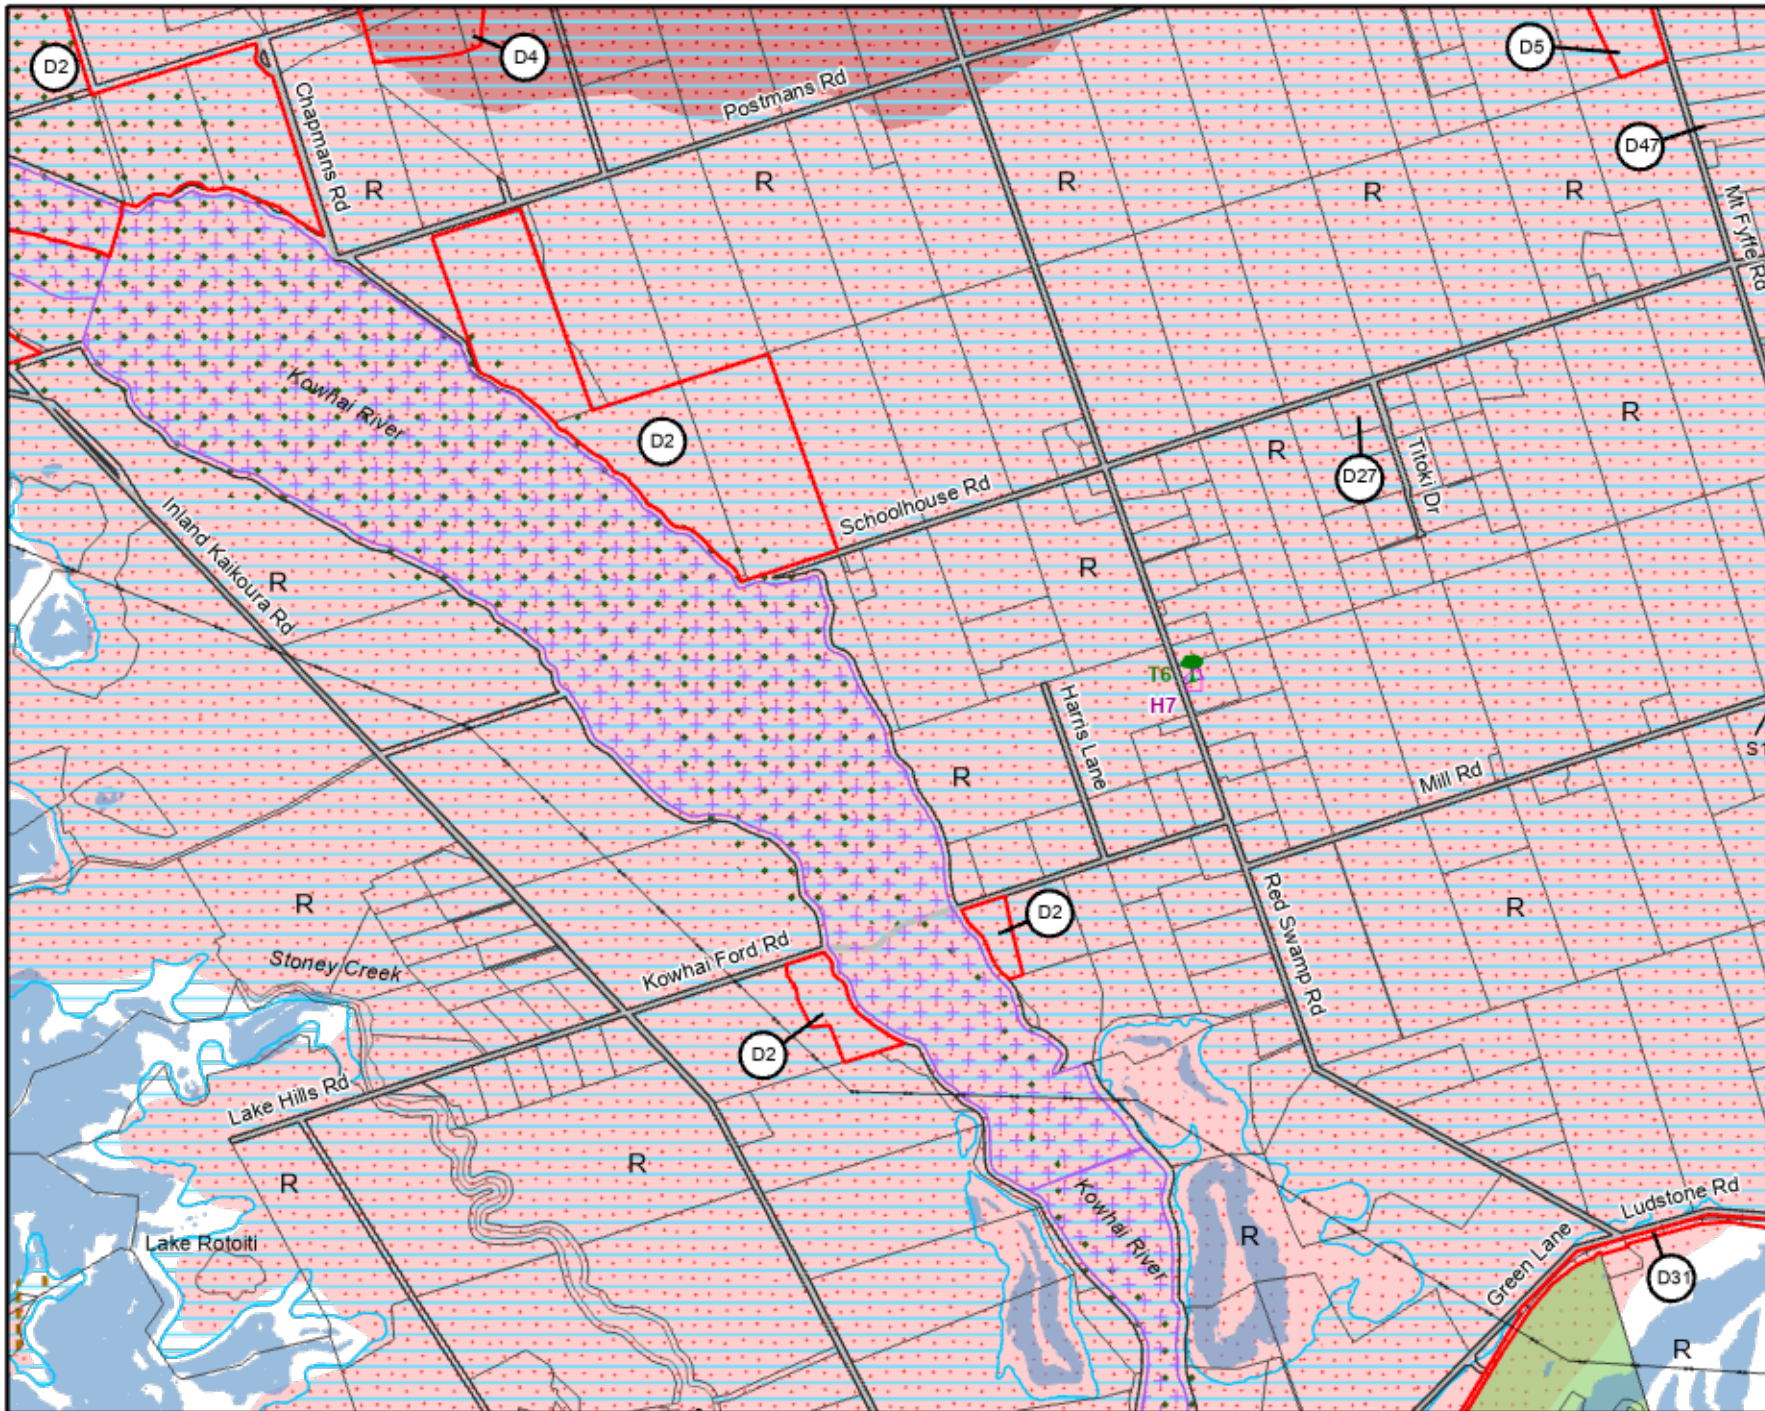 D2
D4
D5
Postmans Rd
Chapmans Rd
D47
R
R
R
R
R
Mt Fyffe Rd
Kowhai River
D2
R
R
D27
Titoki Dr
Schoolhouse Rd
Inland Kaikoura Rd
R
R
T6
H7
Harris Lane
R
Mill Rd
S1
R
Red Swamp Rd
D2
R
Stoney Creek
Kowhai Ford Rd
D2
Lake Hills Rd
R
R
Kowhai River
R
Ludstone Rd
Green Lane
Lake Rotoiti
D31
R